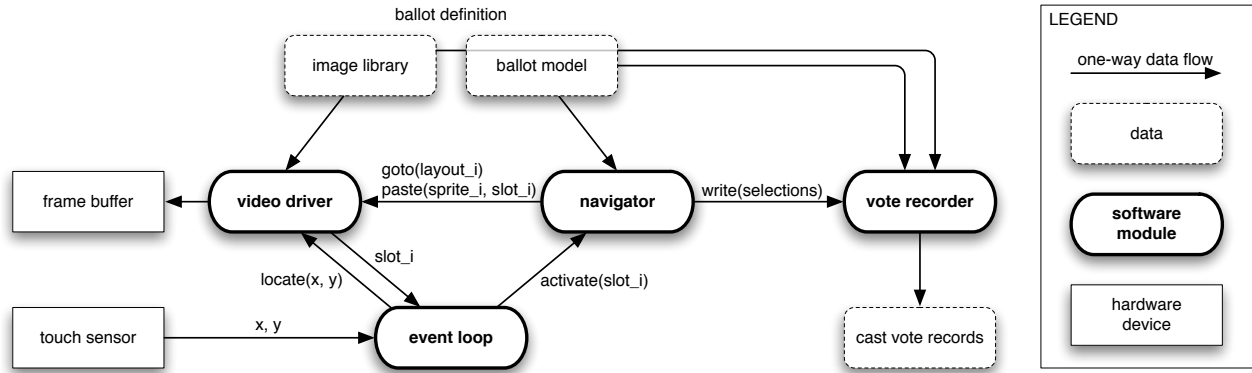 ballot definition
image library
ballot model
goto(layout_i)
paste(sprite_i, slot_i)
write(selections)
frame buffer
video driver
navigator
vote recorder
slot_i
locate(x, y)
activate(slot_i)
touch sensor
x, y
event loop
cast vote records
LEGEND
one-way data flow
data
software
module
hardware
device